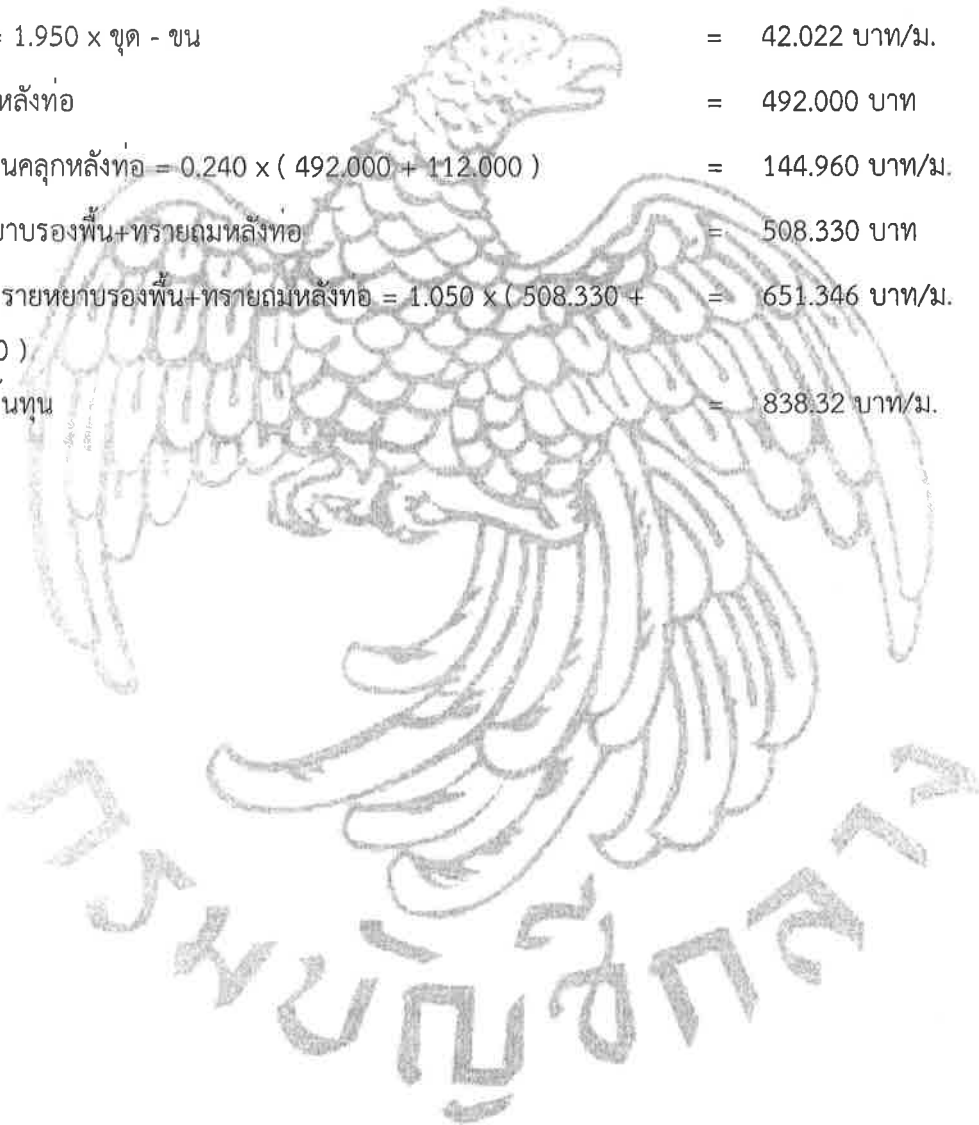 = 1.950 x ขุด - ขน = 42.022 บาท/ม.
หลังท่อ = 492.000 บาท
นคลุกหลังท่อ = 0.240 x ( 492.000 + 112.000 ) = 144.960 บาท/ม.
ยาบรองพื้น+ทรายถมหลังท่อ = 508.330 บาท
รายหยาบรองพื้น+ทรายถมหลังท่อ = 1.050 x ( 508.330 + = 651.346 บาท/ม.
0 )
้นทุน = 838.32 บาท/ม.
กรมบัญชีกลาง